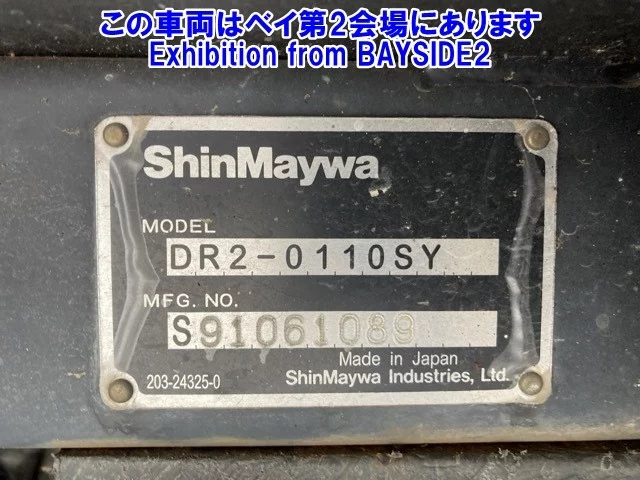 この車両はベイ第2会場にあります
Exhibition from BAYSIDE2
ShinMaywa
MODEL
DR2-0110SY
MFG. NO.
S91061089
Made in Japan
203-24325-0
ShinMaywa Industries, Ltd.